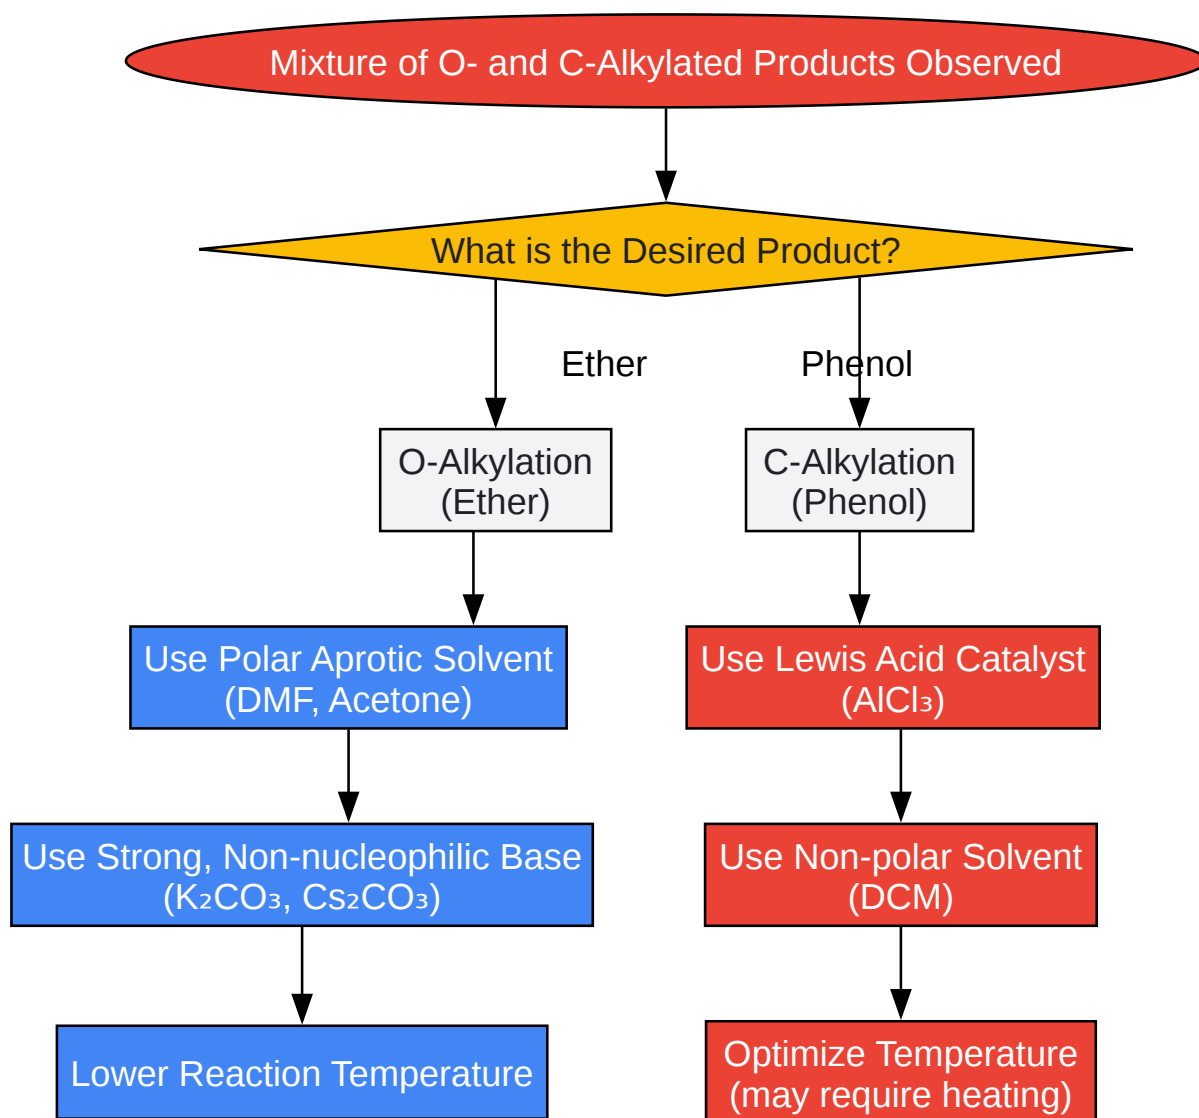 Mixture of O- and C-Alkylated Products Observed
What is the Desired Product?
Ether
Phenol
O-Alkylation
(Ether)
C-Alkylation
(Phenol)
Use Polar Aprotic Solvent
(DMF, Acetone)
Use Lewis Acid Catalyst
(AlCl₃)
Use Strong, Non-nucleophilic Base
(K₂CO₃, Cs₂CO₃)
Use Non-polar Solvent
(DCM)
Lower Reaction Temperature
Optimize Temperature
(may require heating)